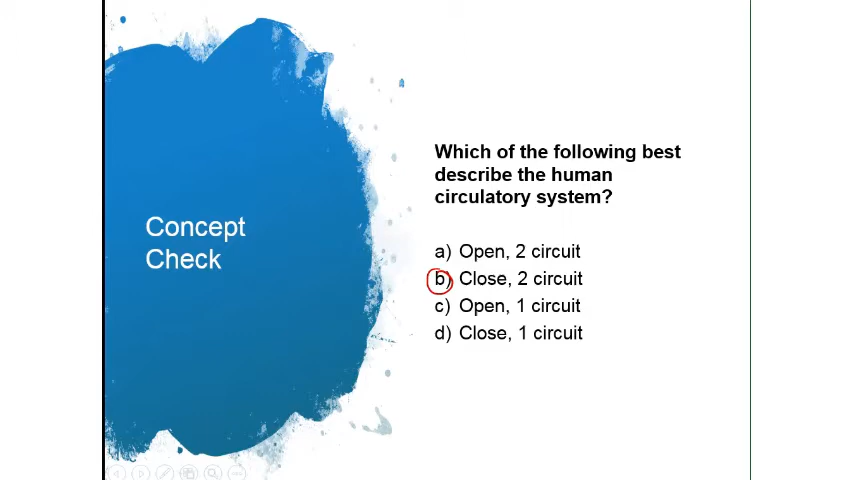 Concept
Check
Which of the following best
describe the human
circulatory system?
a) Open, 2 circuit
b) Close, 2 circuit
c) Open, 1 circuit
d) Close, 1 circuit